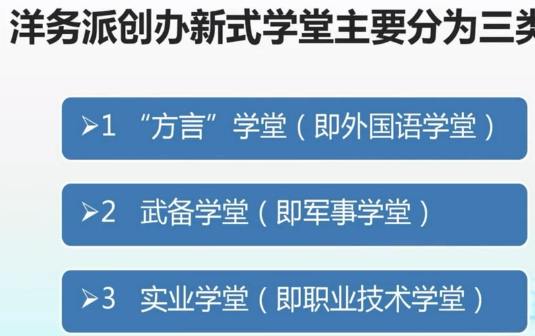 洋务派创办新式学堂主要分为三类
➢1 “方言”学堂（即外国语学堂）
➢2 武备学堂（即军事学堂）
➢3 实业学堂（即职业技术学堂）